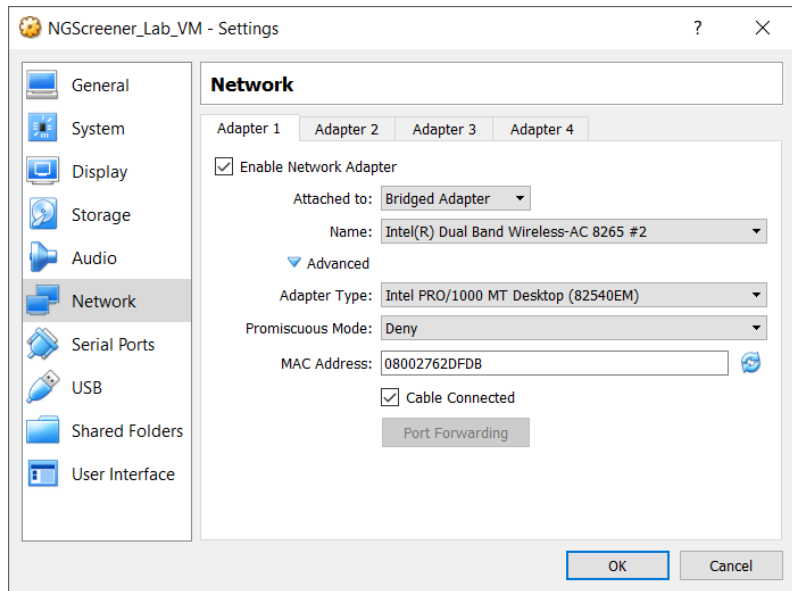 NGScreener_Lab_VM - Settings
?
General
System
Display
Storage
Audio
Network
Serial Ports
USB
Shared Folders
User Interface
Network
Adapter 1 Adapter 2 Adapter 3 Adapter 4
Enable Network Adapter
Attached to: Bridged Adapter
Name: Intel(R) Dual Band Wireless-AC 8265 #2
Advanced
Adapter Type: Intel PRO/1000 MT Desktop (82540EM)
Promiscuous Mode: Deny
MAC Address: 08002762DFDB
Cable Connected
Port Forwarding
OK Cancel